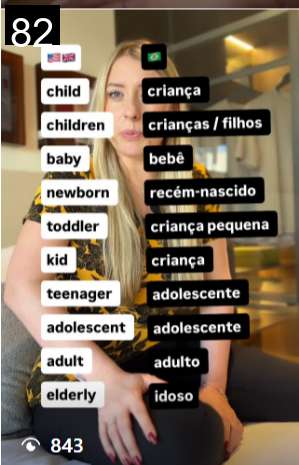 82
child criança
children crianças / filhos
baby bebê
newborn recém-nascido
toddler criança pequena
kid criança
teenager adolescente
adolescent adolescente
adult adulto
elderly idoso
843